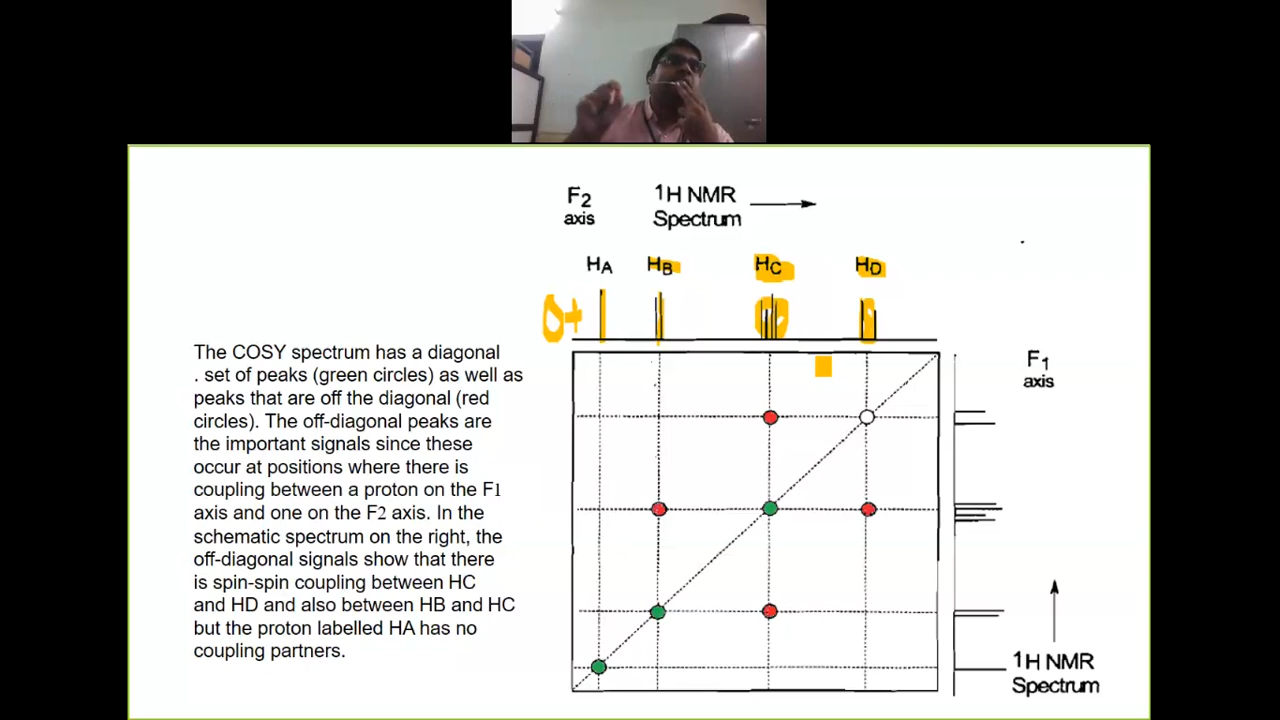 F2 axis
1H NMR Spectrum
HA HB HC HD
The COSY spectrum has a diagonal
. set of peaks (green circles) as well as
peaks that are off the diagonal (red
circles). The off-diagonal peaks are
the important signals since these
occur at positions where there is
coupling between a proton on the F1
axis and one on the F2 axis. In the
schematic spectrum on the right, the
off-diagonal signals show that there
is spin-spin coupling between HC
and HD and also between HB and HC
but the proton labelled HA has no
coupling partners.
F1
axis
1H NMR
Spectrum